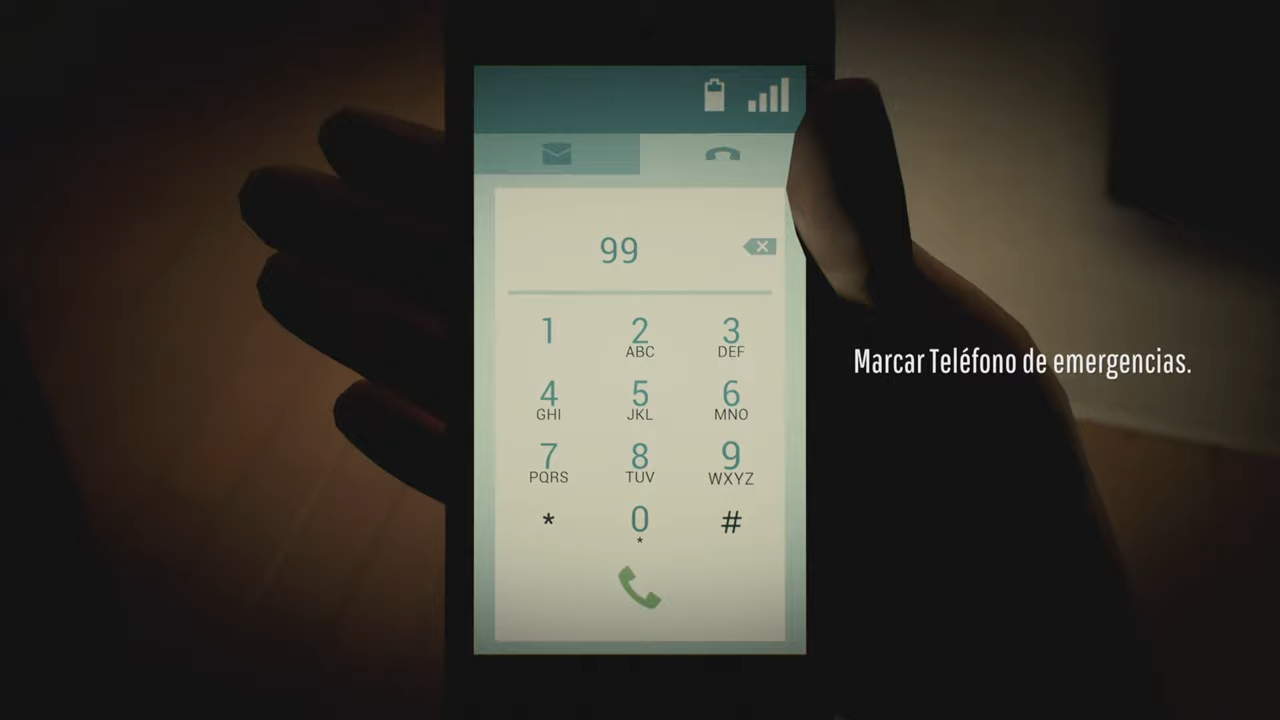 99
1 2 3
ABC DEF
4 5 6
GHI JKL MNO
7 8 9
PQRS TUV WXYZ
* 0 #
*
Marcar Teléfono de emergencias.